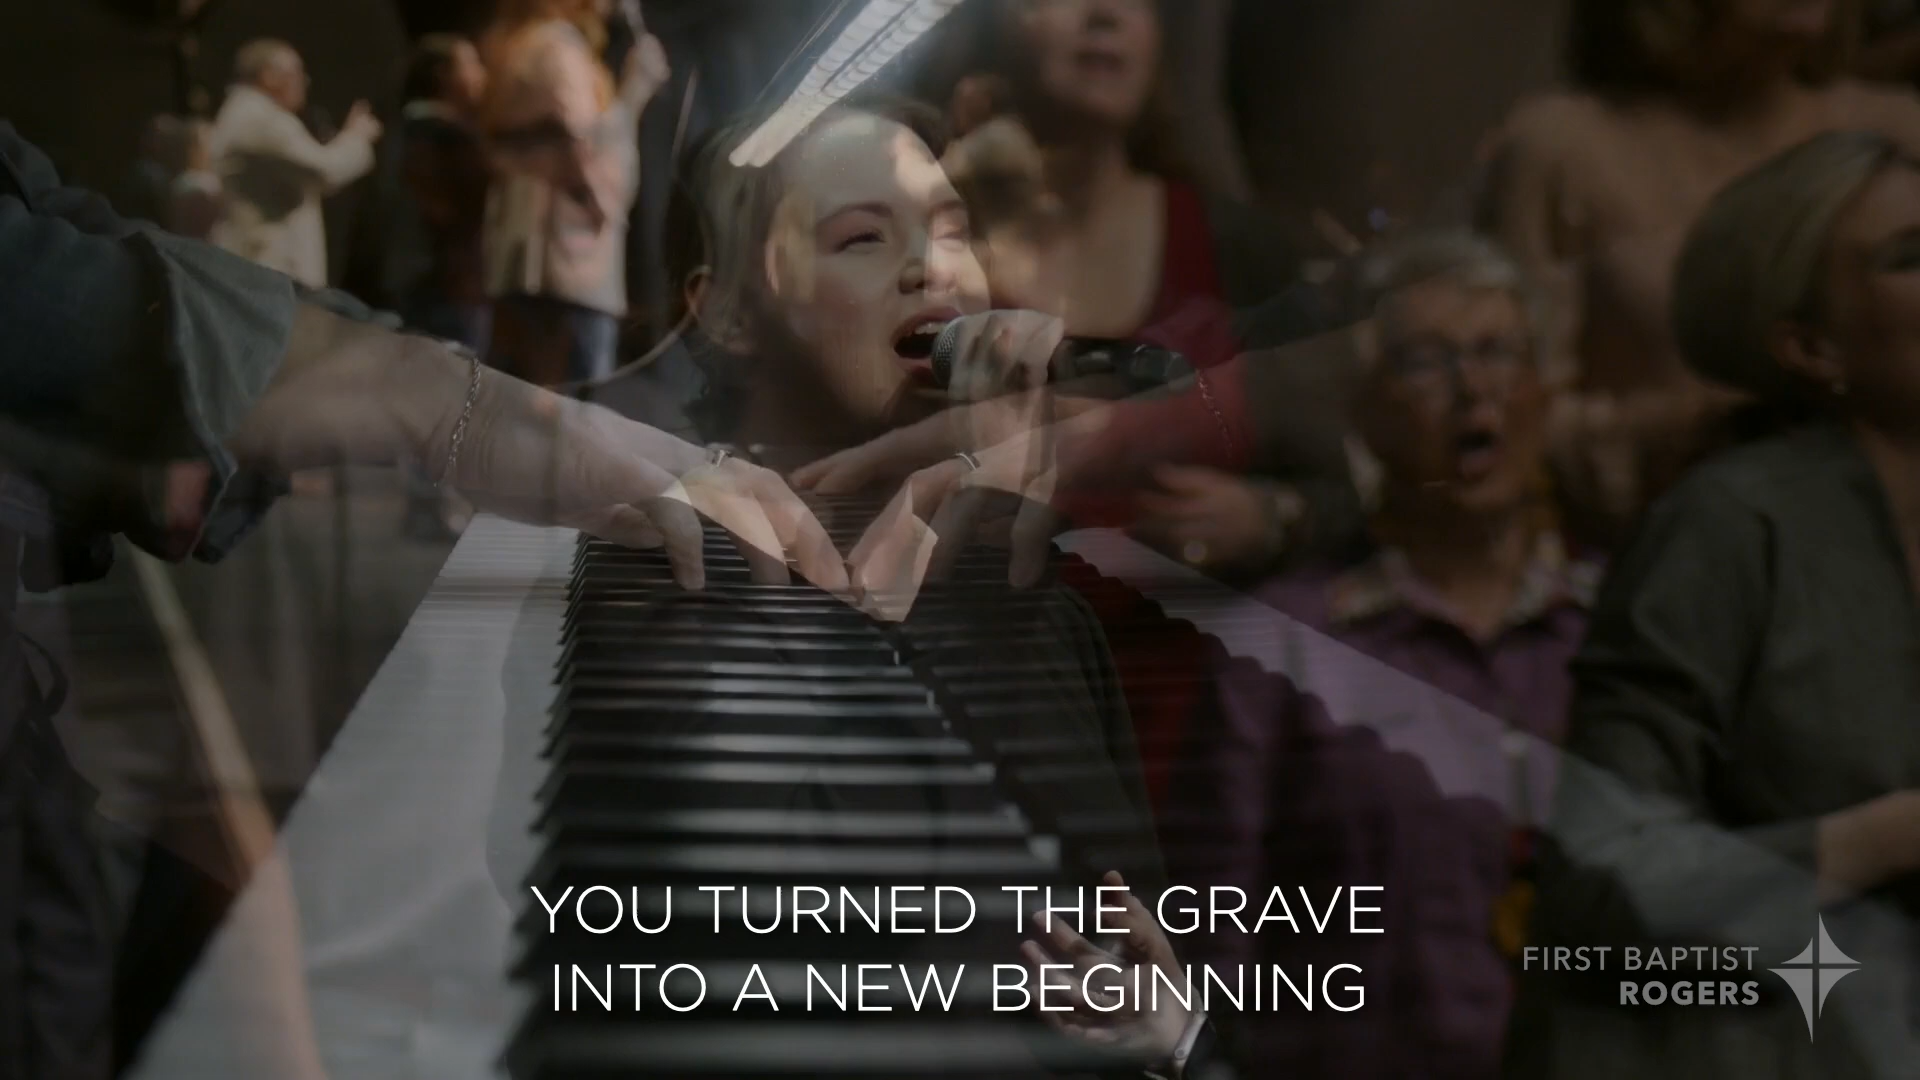 YOU TURNED THE GRAVE
INTO A NEW BEGINNING
FIRST BAPTIST
ROGERS